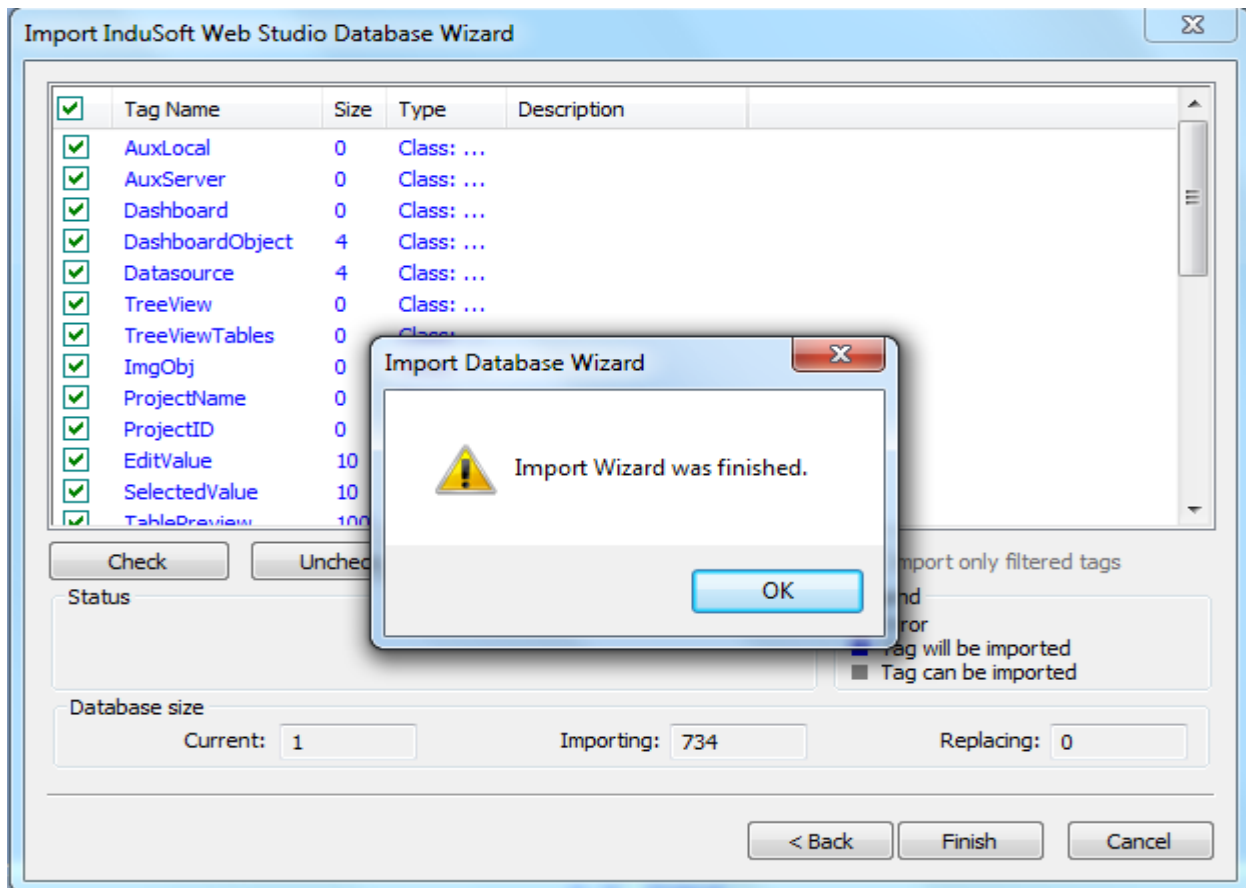 Import InduSoft Web Studio Database Wizard
Tag Name Size Type Description
AuxLocal 0 Class: ...
AuxServer 0 Class: ...
Dashboard 0 Class: ...
DashboardObject 4 Class: ...
Datasource 4 Class: ...
TreeView 0 Class: ...
TreeViewTables 0
ImgObj 0
ProjectName 0
ProjectID 0
EditValue 10
SelectedValue 10
TablePreview 100
Import Database Wizard
Import Wizard was finished.
OK
Check only filtered tags
Status
Tag will be imported
Tag can be imported
Database size
Current: 1 Importing: 734 Replacing: 0
< Back Finish Cancel